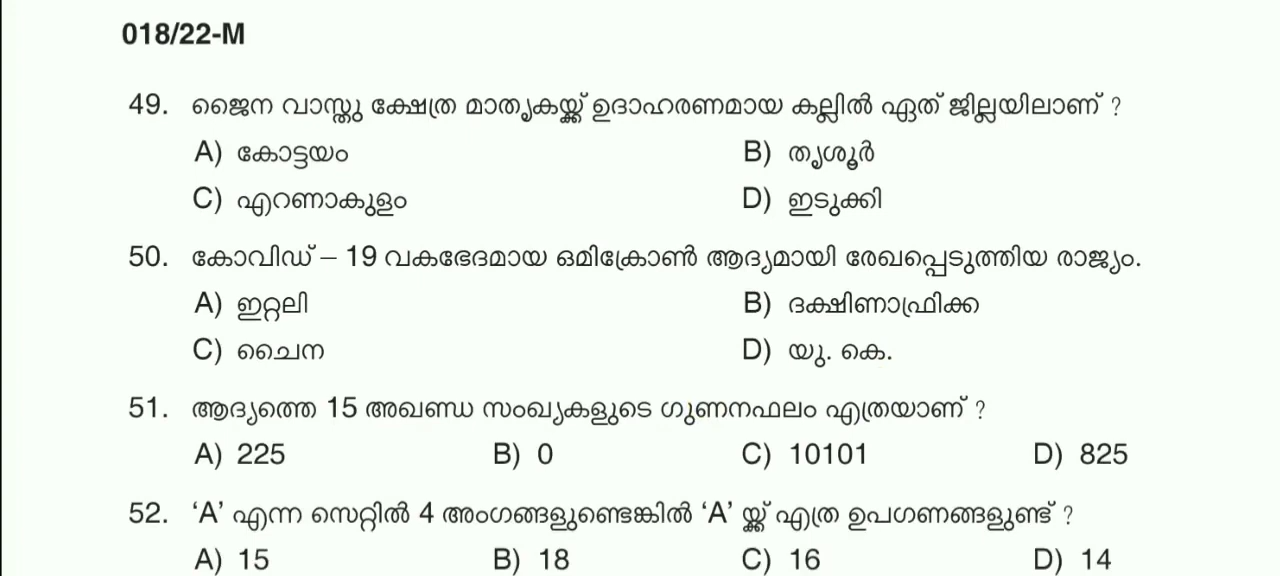 018/22-M
49. ജൈന വാസ്തു ക്ഷേത്ര മാതൃകയ്ക്ക് ഉദാഹരണമായ കല്ലിൽ ഏത് ജില്ലയിലാണ് ?
A) കോട്ടയം B) തൃശൂർ
C) എറണാകുളം D) ഇടുക്കി
50. കോവിഡ് – 19 വകഭേദമായ ഒമിക്രോൺ ആദ്യമായി രേഖപ്പെടുത്തിയ രാജ്യം.
A) ഇറ്റലി B) ദക്ഷിണാഫ്രിക്ക
C) ചൈന D) യു. കെ.
51. ആദ്യത്തെ 15 അഖണ്ഡ സംഖ്യകളുടെ ഗുണനഫലം എത്രയാണ് ?
A) 225 B) 0 C) 10101 D) 825
52. ‘A’ എന്ന സെറ്റിൽ 4 അംഗങ്ങളുണ്ടെങ്കിൽ ‘A’ യ്ക്ക് എത്ര ഉപഗണങ്ങളുണ്ട് ?
A) 15 B) 18 C) 16 D) 14